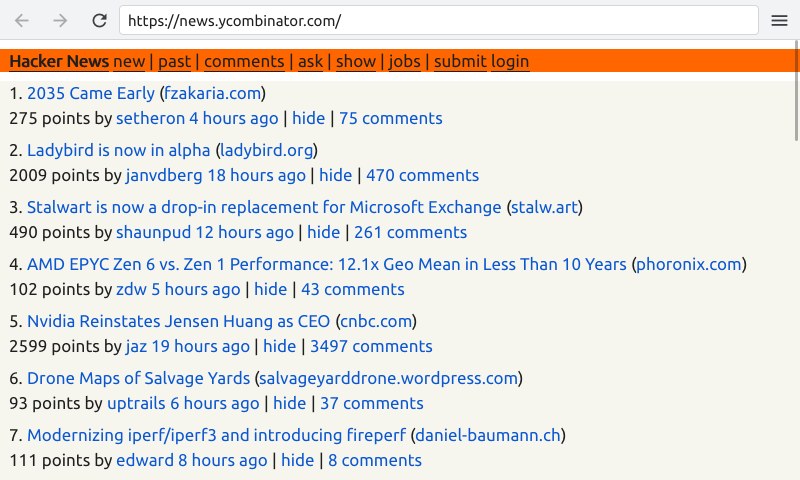 https://news.ycombinator.com/
Hacker News new | past | comments | ask | show | jobs | submit login
1. 2035 Came Early (fzakaria.com)
275 points by setheron 4 hours ago | hide | 75 comments
2. Ladybird is now in alpha (ladybird.org)
2009 points by janvdberg 18 hours ago | hide | 470 comments
3. Stalwart is now a drop-in replacement for Microsoft Exchange (stalw.art)
490 points by shaunpud 12 hours ago | hide | 261 comments
4. AMD EPYC Zen 6 vs. Zen 1 Performance: 12.1x Geo Mean in Less Than 10 Years (phoronix.com)
102 points by zdw 5 hours ago | hide | 43 comments
5. Nvidia Reinstates Jensen Huang as CEO (cnbc.com)
2599 points by jaz 19 hours ago | hide | 3497 comments
6. Drone Maps of Salvage Yards (salvageyarddrone.wordpress.com)
93 points by uptrails 6 hours ago | hide | 37 comments
7. Modernizing iperf/iperf3 and introducing fireperf (daniel-baumann.ch)
111 points by edward 8 hours ago | hide | 8 comments